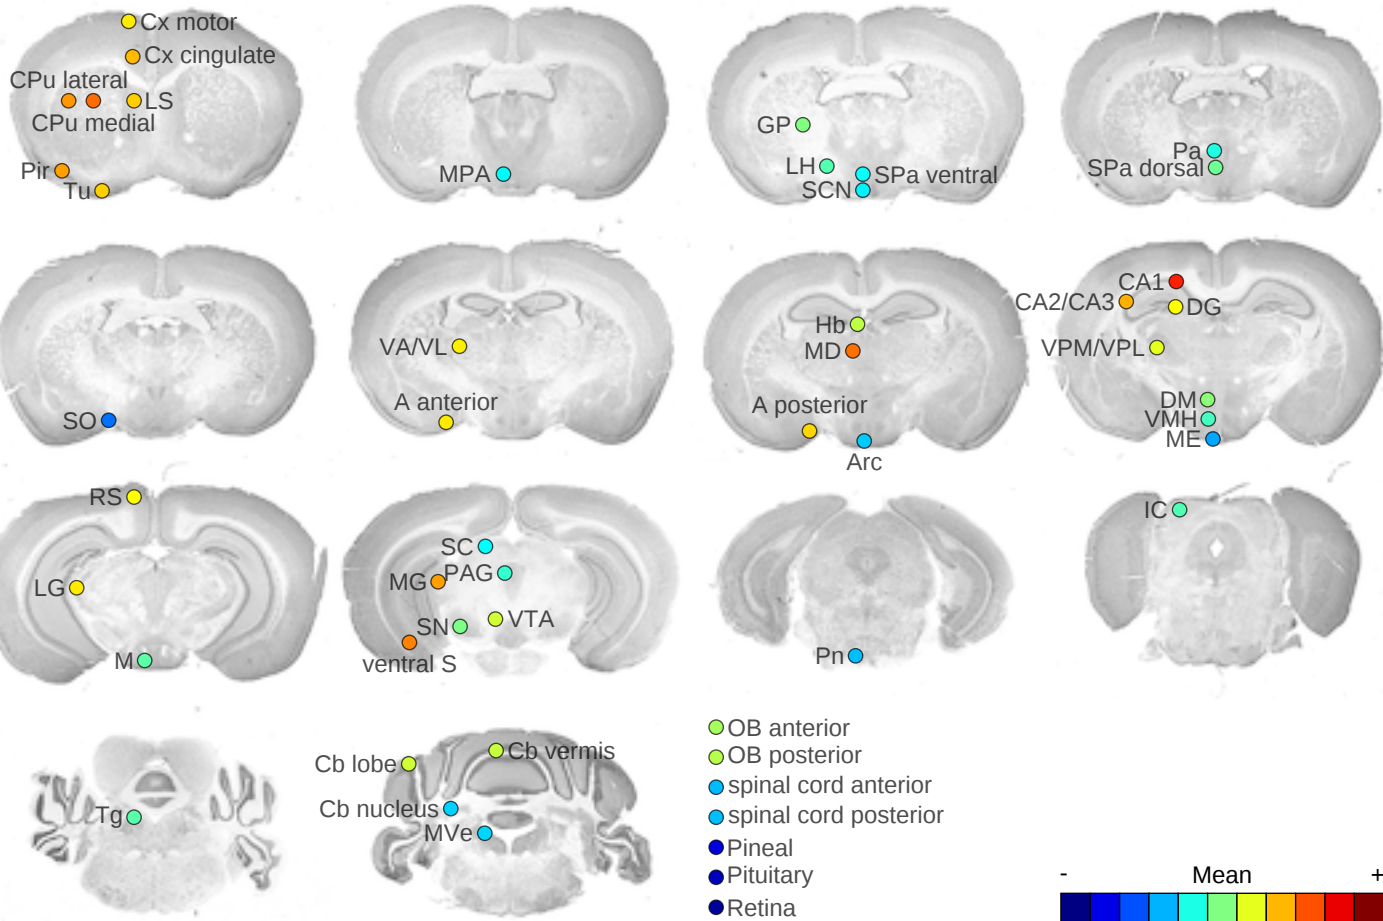 Cx motor
Cx cingulate
CPu lateral
LS
CPu medial
Pir
Tu
MPA
GP
LH
SPa ventral
SCN
Pa
SPa dorsal
SO
VA/VL
A anterior
Hb
MD
A posterior
Arc
CA1
CA2/CA3
DG
VPM/VPL
DM
VMH
ME
RS
LG
M
SC
MG
PAG
SN
VTA
ventral S
Pn
IC
Tg
Cb lobe
Cb vermis
Cb nucleus
MVe
OB anterior
OB posterior
spinal cord anterior
spinal cord posterior
Pineal
Pituitary
Retina
- Mean +